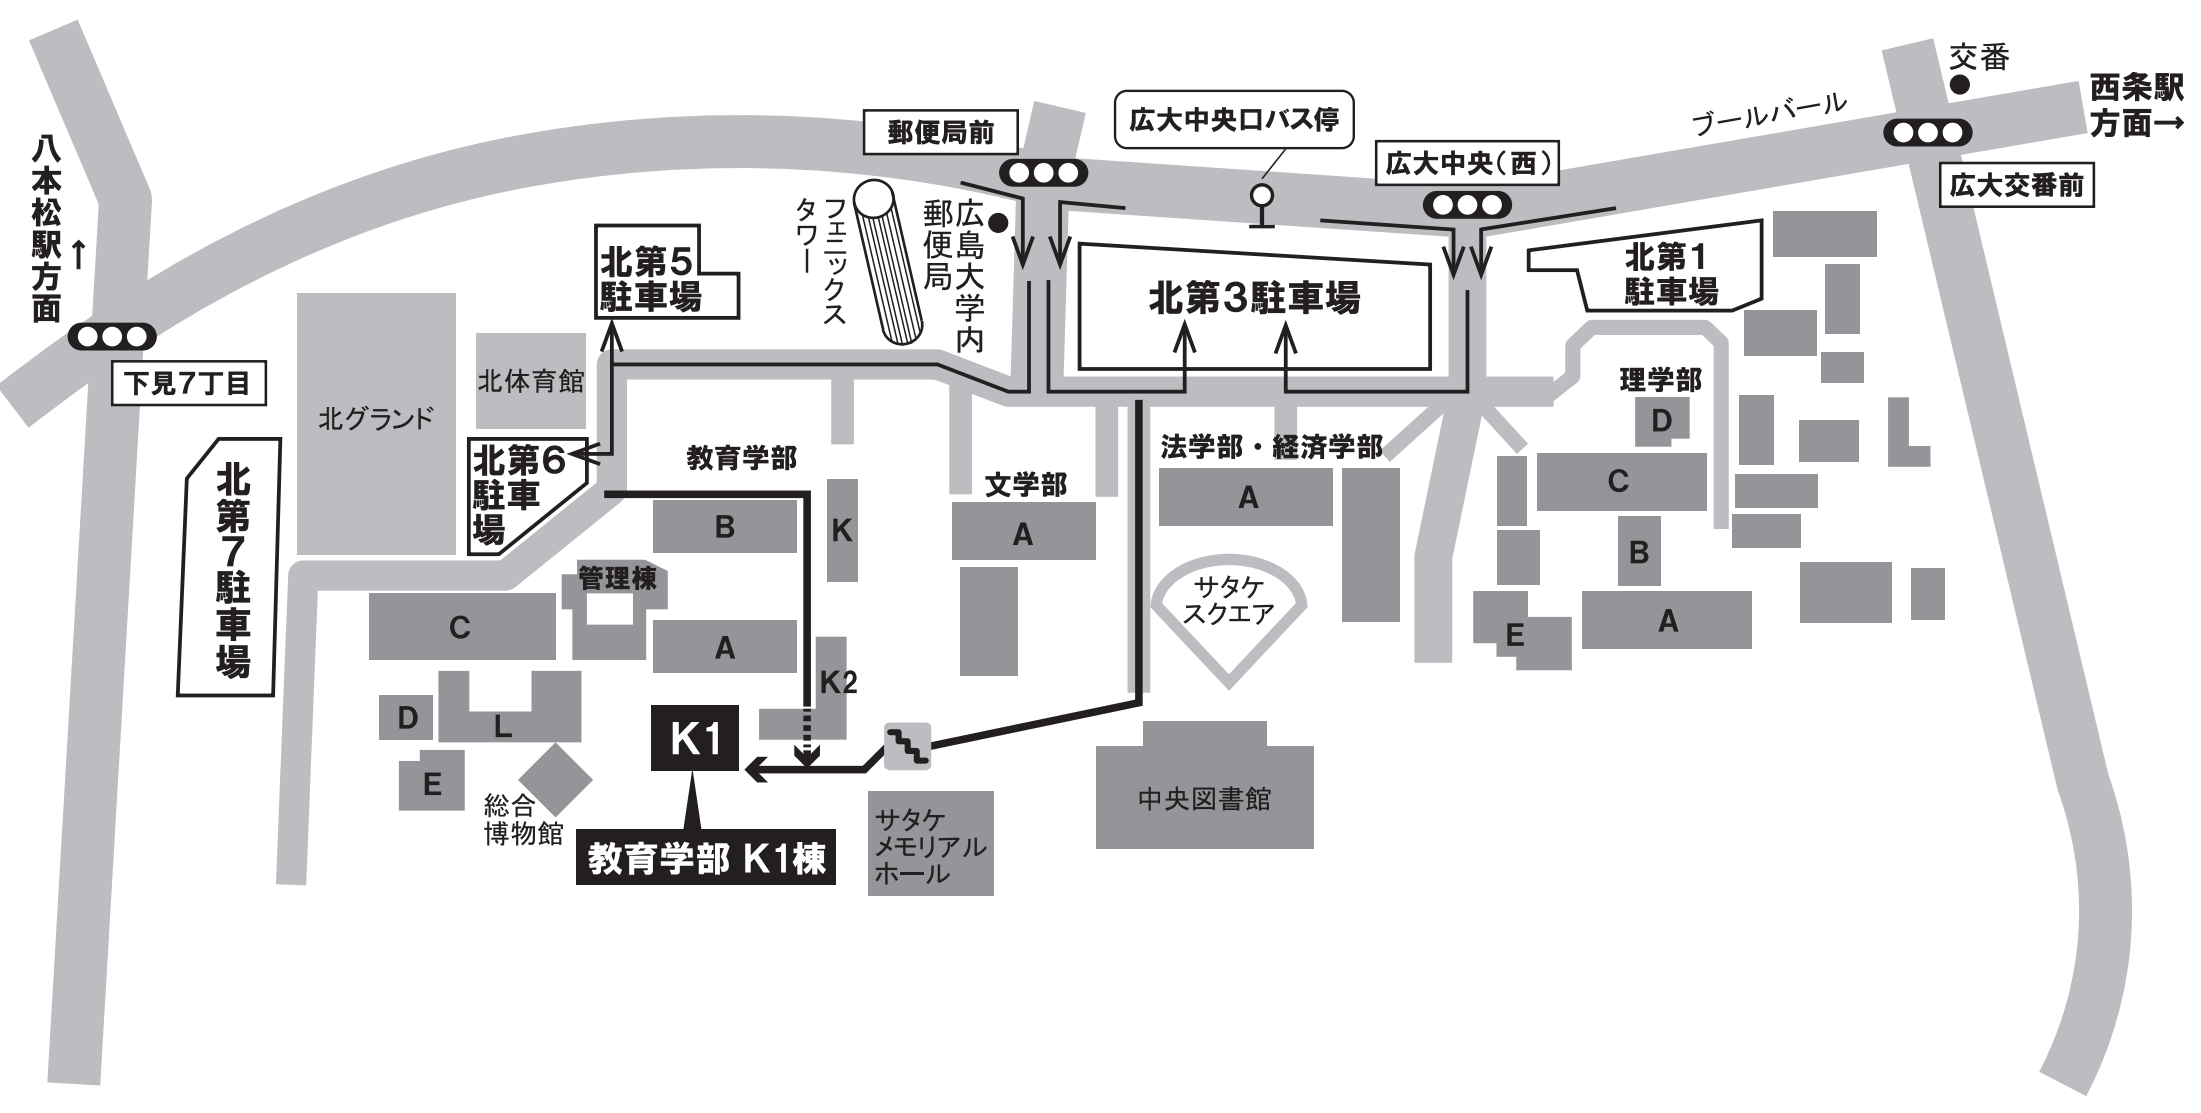 交番
西条駅
方面→
ブールバール
広大中央口バス停
郵便局前
広大中央（西）
広大交番前
八本松駅方面
↑
フェニックス
タワー
広島大学内
郵便局
北第5
駐車場
北第3駐車場
北第1
駐車場
下見7丁目
北グランド
北体育館
北第6
駐車
場
北第7駐車場
教育学部
文学部
法学部・経済学部
理学部
D
C
B
A
E
B
K
A
A
管理棟
C
A
K2
D
L
E
K1
サタケ
スクエア
総合
博物館
教育学部 K1棟
サタケ
メモリアル
ホール
中央図書館